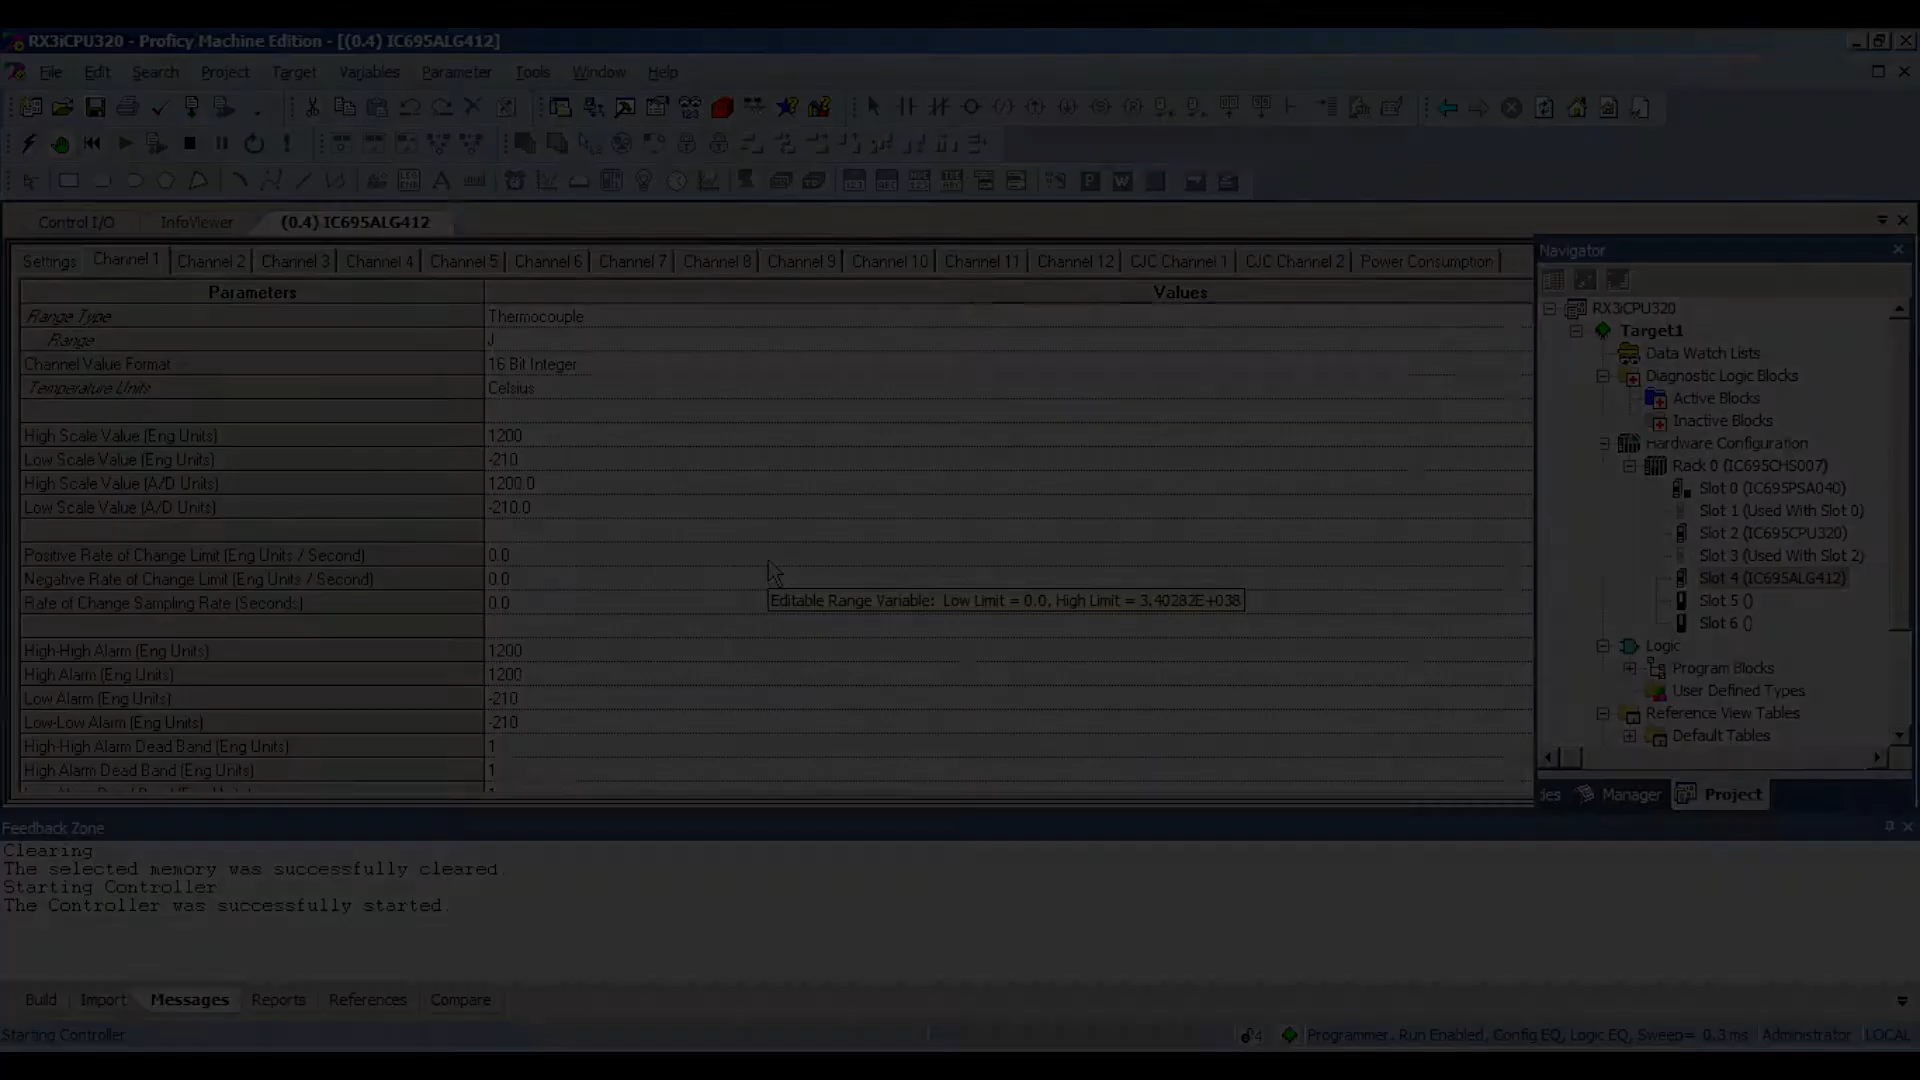 RX3iCPU320 - Proficy Machine Edition - [(0.4) IC695ALG412]
File Edit Search Project Target Variables Parameter Tools Window Help
Control I/O InfoViewer (0.4) IC695ALG412
Settings Channel 1 Channel 2 Channel 3 Channel 4 Channel 5 Channel 6 Channel 7 Channel 8 Channel 9 Channel 10 Channel 11 Channel 12 CJC Channel 1 CJC Channel 2 Power Consumption
Parameters Values
Range Type Thermocouple
Range J
Channel Value Format 16 Bit Integer
Temperature Units Celsius
High Scale Value (Eng Units) 1200
Low Scale Value (Eng Units) -210
High Scale Value (A/D Units) 1200.0
Low Scale Value (A/D Units) -210.0
Positive Rate of Change Limit (Eng Units / Second) 0.0
Negative Rate of Change Limit (Eng Units / Second) 0.0
Rate of Change Sampling Rate (Seconds) 0.0
Editable Range Variable: Low Limit = 0.0, High Limit = 3.40282E+038
High-High Alarm (Eng Units) 1200
High Alarm (Eng Units) 1200
Low Alarm (Eng Units) -210
Low-Low Alarm (Eng Units) -210
High-High Alarm Dead Band (Eng Units) 1
High Alarm Dead Band (Eng Units) 1
Navigator
RX3iCPU320
Target1
Data Watch Lists
Diagnostic Logic Blocks
Active Blocks
Inactive Blocks
Hardware Configuration
Rack 0 (IC695CHS007)
Slot 0 (IC695PSA040)
Slot 1 (Used With Slot 0)
Slot 2 (IC695CPU320)
Slot 3 (Used With Slot 2)
Slot 4 (IC695ALG412)
Slot 5 ()
Slot 6 ()
Logic
Program Blocks
User Defined Types
Reference View Tables
Default Tables
Manager Project
Feedback Zone
Clearing
The selected memory was successfully cleared.
Starting Controller
The Controller was successfully started.
Build Import Messages Reports References Compare
Starting Controller 4 Programmer, Run Enabled, Config EQ, Logic EQ, Sweep= 0.3 ms Administrator LOCAL